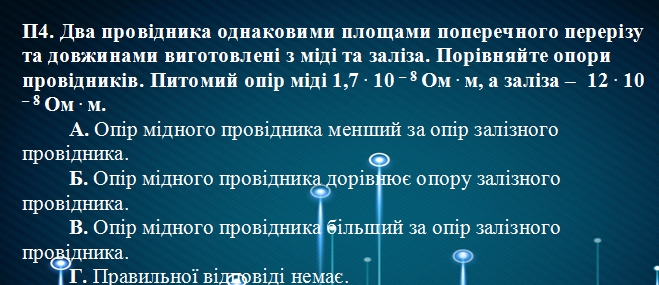 П4. Два провідника однаковими площами поперечного перерізу
та довжинами виготовлені з міді та заліза. Порівняйте опори
провідників. Питомий опір міді 1,7 · 10 ⁻ ⁸ Ом · м, а заліза – 12 · 10
⁻ ⁸ Ом · м.
А. Опір мідного провідника менший за опір залізного
провідника.
Б. Опір мідного провідника дорівнює опору залізного
провідника.
В. Опір мідного провідника більший за опір залізного
провідника.
Г. Правильної відповіді немає.